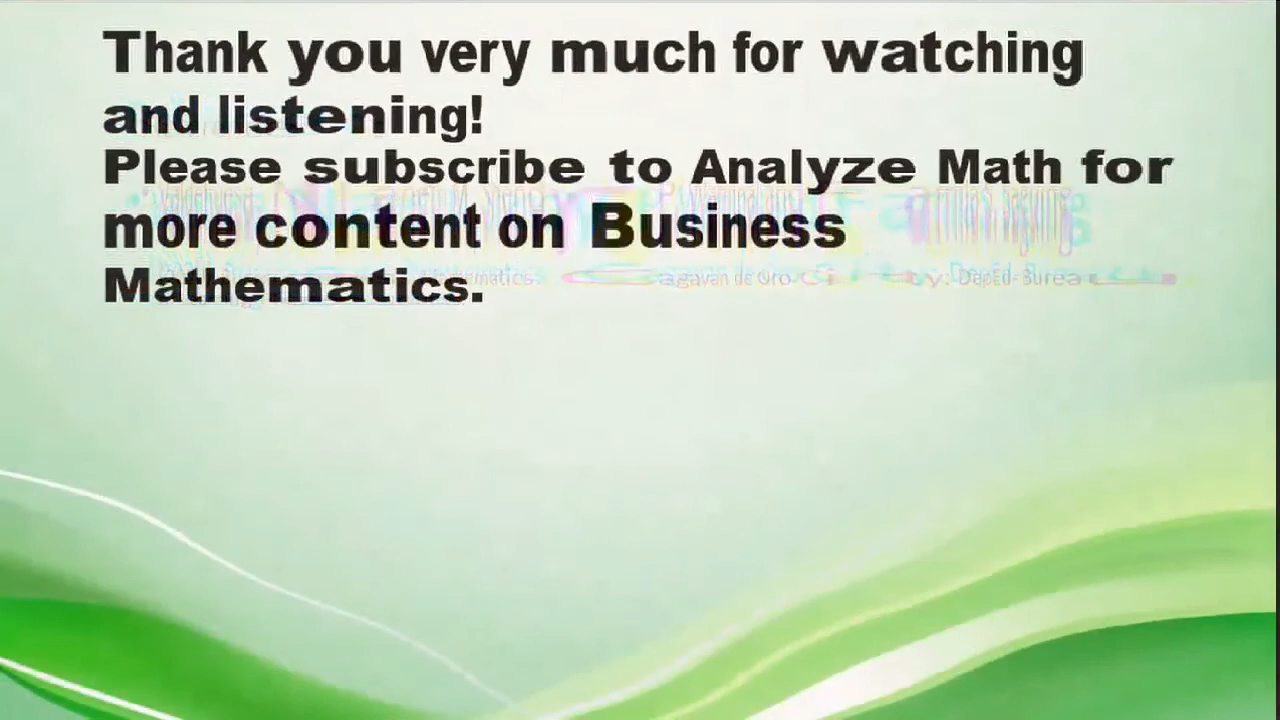 Thank you very much for watching
and listening!
Please subscribe to Analyze Math for
more content on Business
Mathematics.